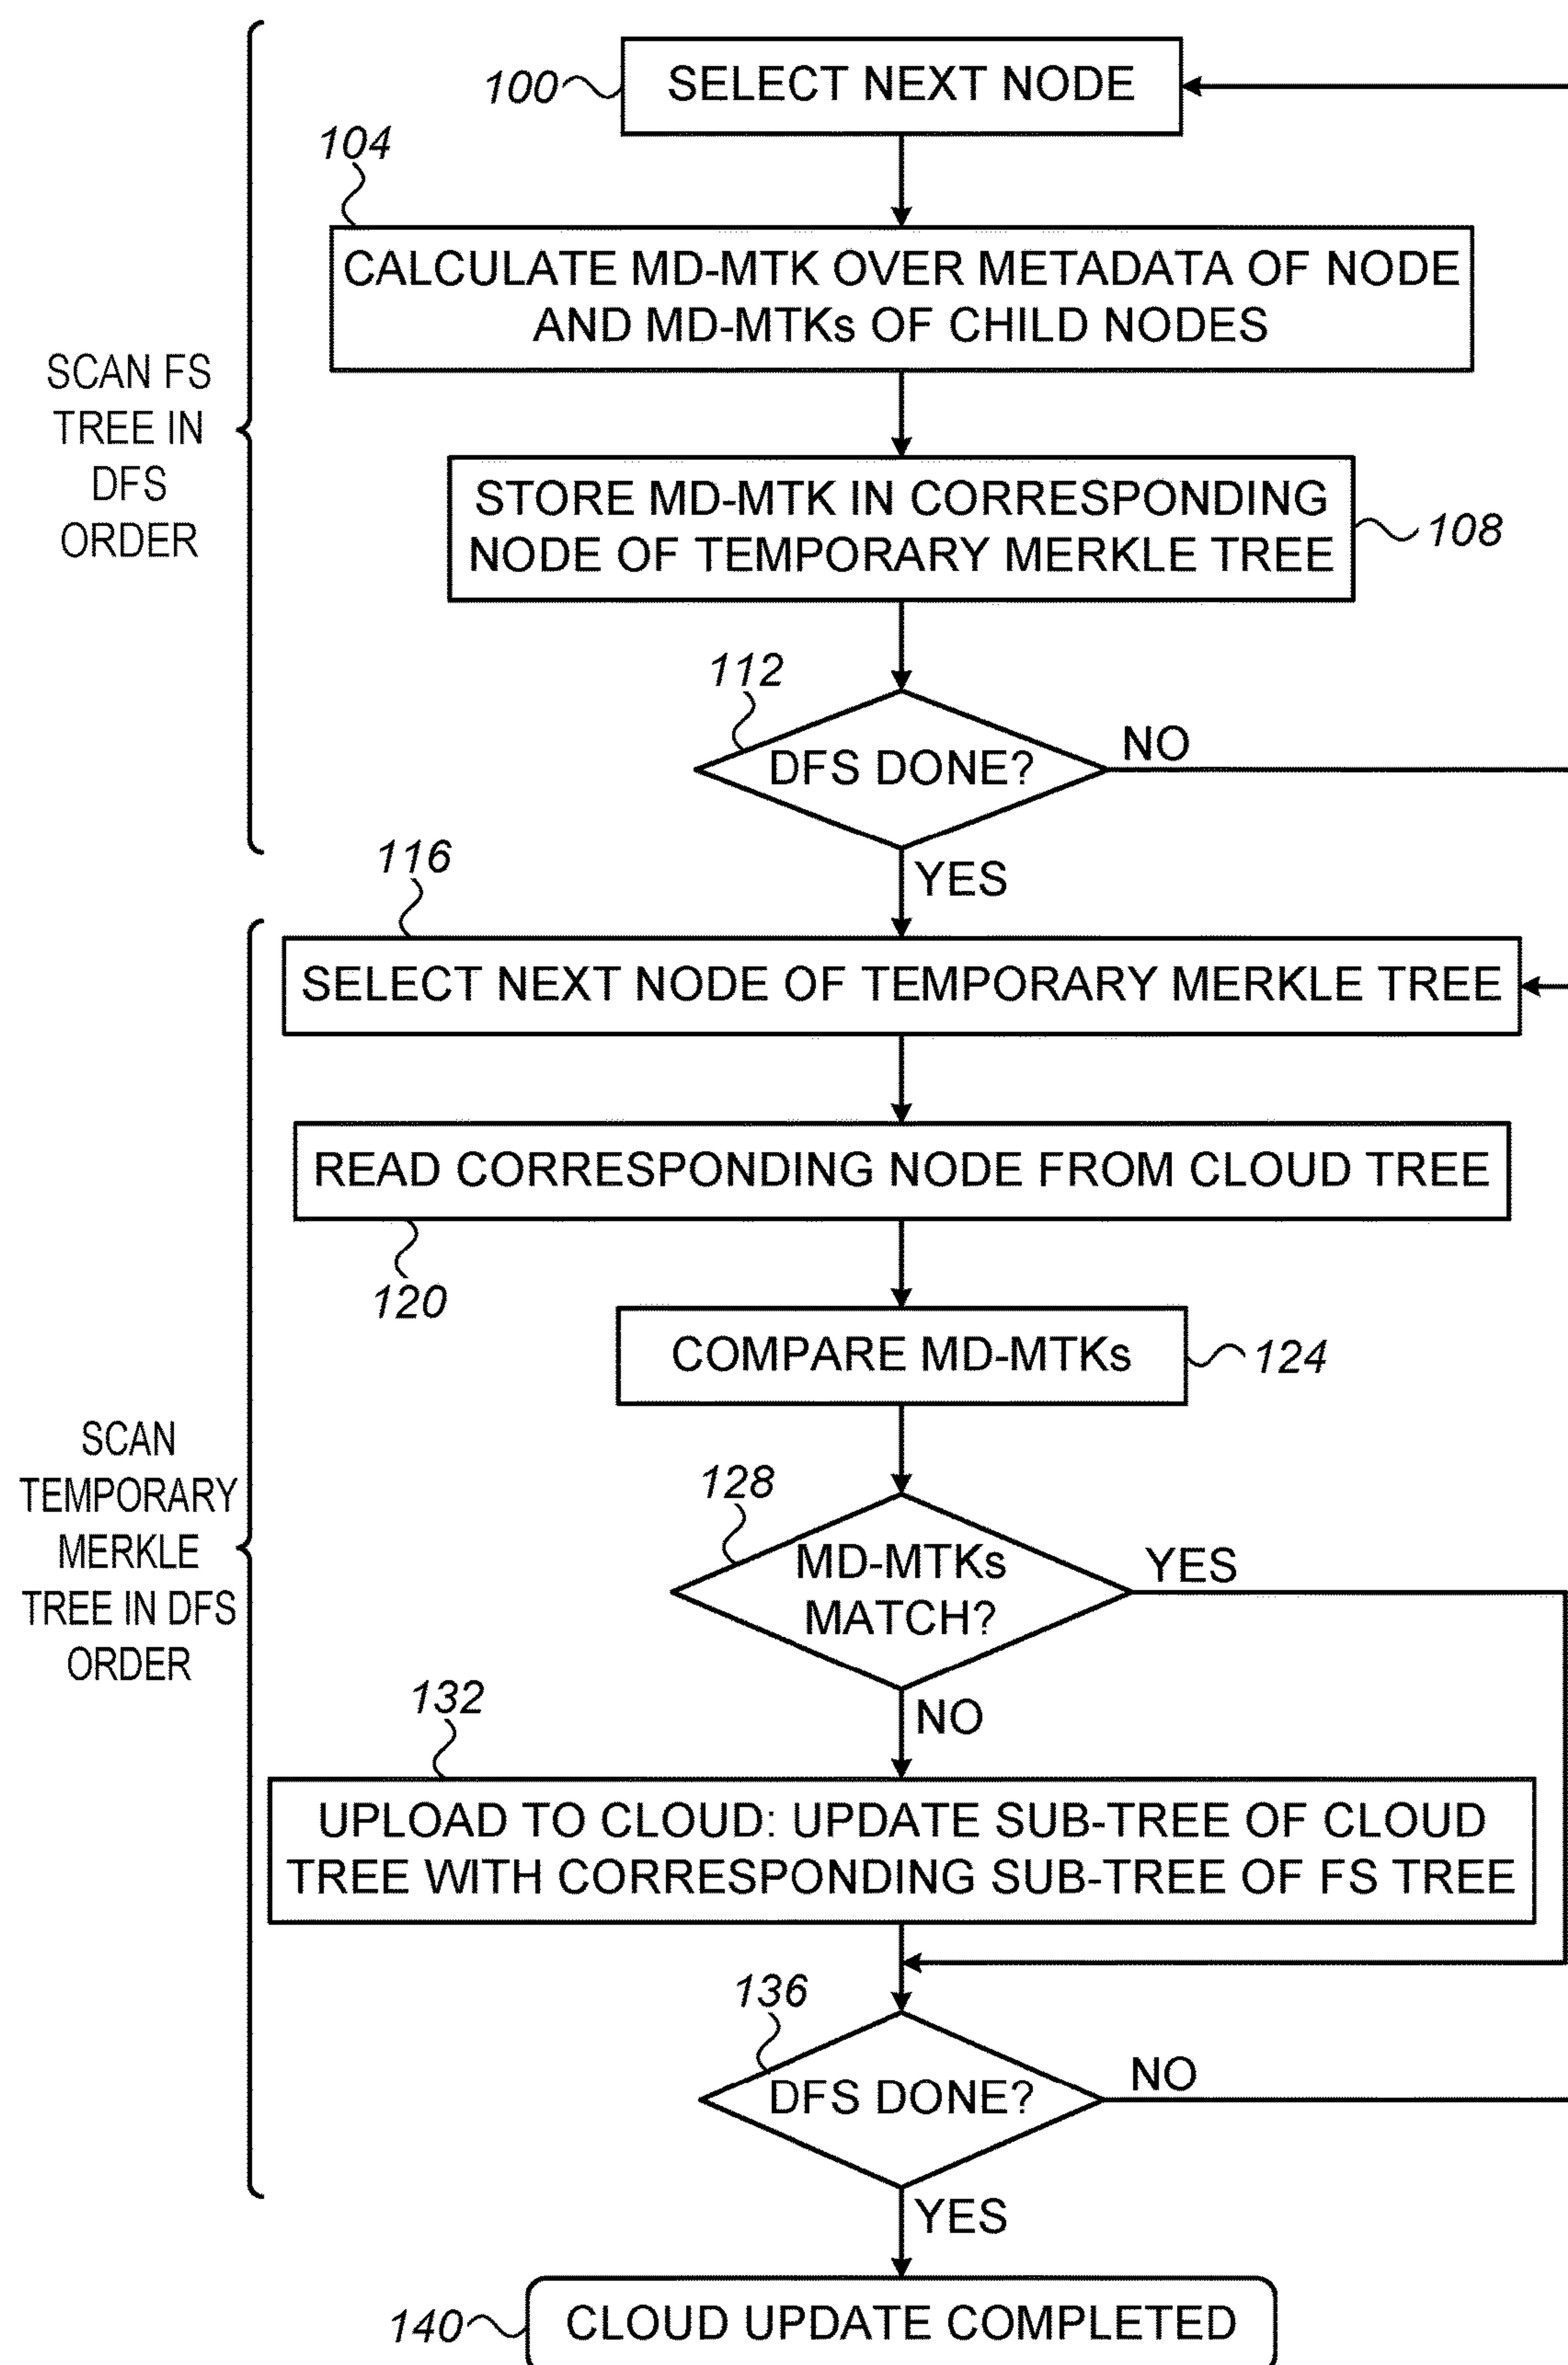 100
SELECT NEXT NODE
104
CALCULATE MD-MTK OVER METADATA OF NODE
AND MD-MTKs OF CHILD NODES
SCAN FS
TREE IN
DFS
ORDER
STORE MD-MTK IN CORRESPONDING
NODE OF TEMPORARY MERKLE TREE
108
112
DFS DONE?
NO
YES
116
SELECT NEXT NODE OF TEMPORARY MERKLE TREE
READ CORRESPONDING NODE FROM CLOUD TREE
120
COMPARE MD-MTKs
124
SCAN
TEMPORARY
MERKLE
TREE IN DFS
ORDER
128
MD-MTKs
MATCH?
YES
NO
132
UPLOAD TO CLOUD: UPDATE SUB-TREE OF CLOUD
TREE WITH CORRESPONDING SUB-TREE OF FS TREE
136
DFS DONE?
NO
YES
140
CLOUD UPDATE COMPLETED